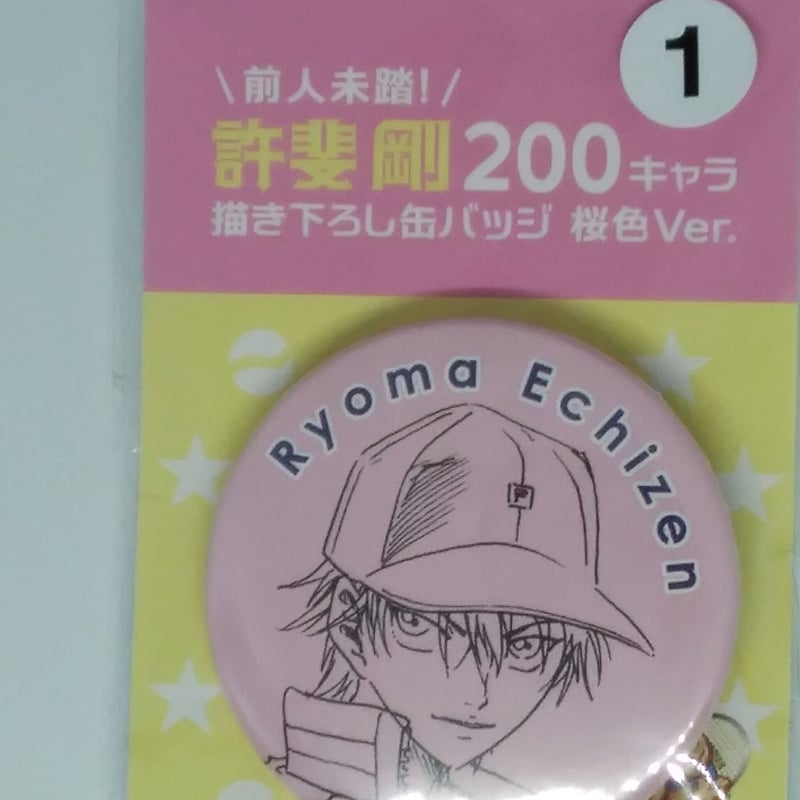 1
\前人未踏!/
許斐 剛200キャラ
描き下ろし缶バッジ 桜色Ver.
Ryoma Echizen
F